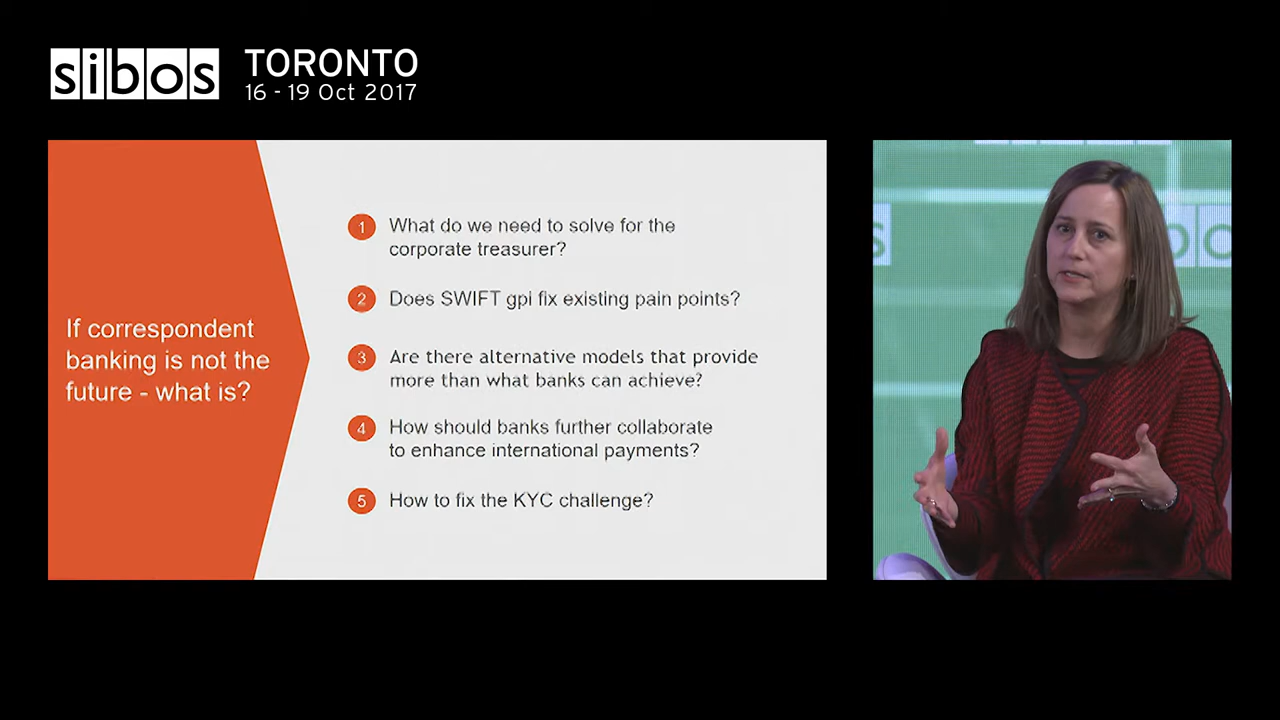 sibos
TORONTO
16 - 19 Oct 2017
If correspondent
banking is not the
future - what is?
1 What do we need to solve for the
corporate treasurer?
2 Does SWIFT gpi fix existing pain points?
3 Are there alternative models that provide
more than what banks can achieve?
4 How should banks further collaborate
to enhance international payments?
5 How to fix the KYC challenge?